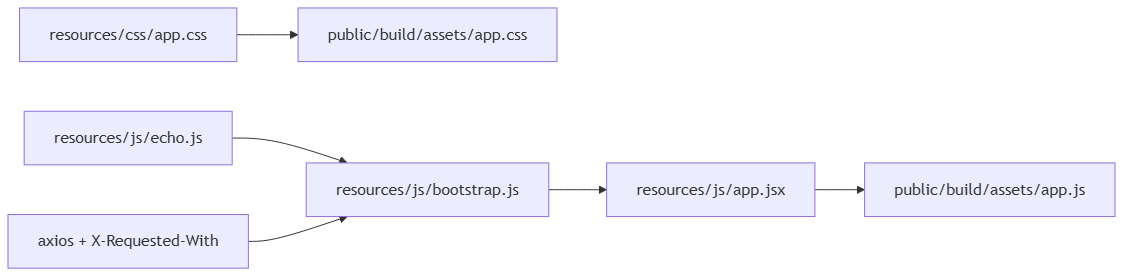 resources/css/app.css
public/build/assets/app.css
resources/js/echo.js
axios + X-Requested-With
resources/js/bootstrap.js
resources/js/app.jsx
public/build/assets/app.js